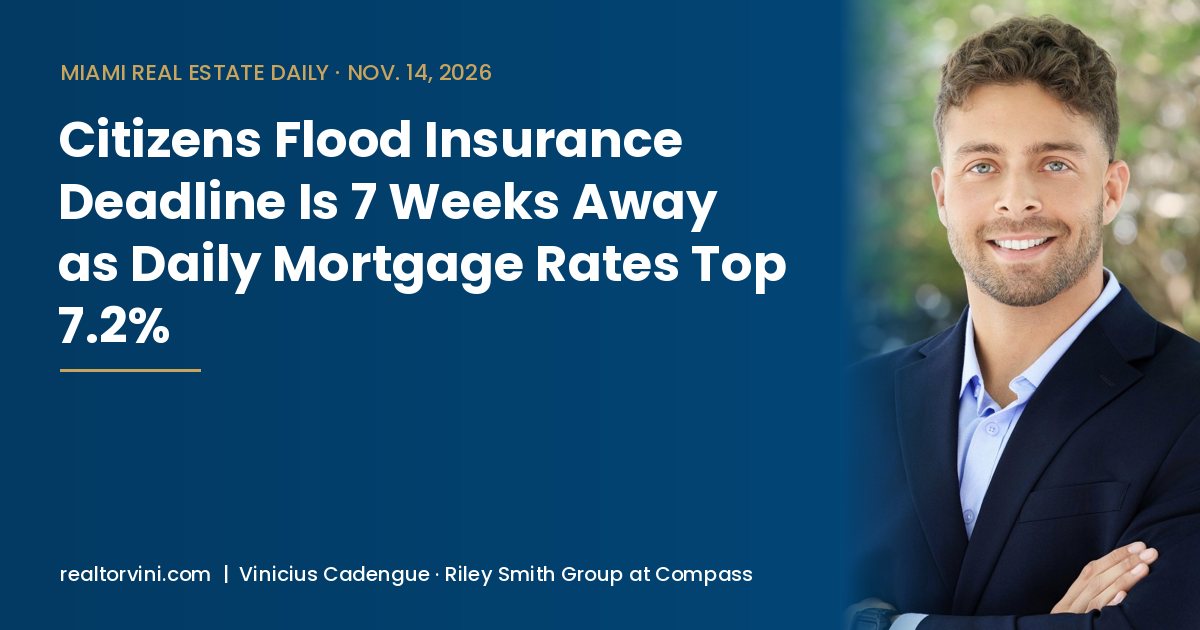 MIAMI REAL ESTATE DAILY · NOV. 14, 2026
Citizens Flood Insurance
Deadline Is 7 Weeks Away
as Daily Mortgage Rates Top
7.2%
realtorvini.com | Vinicius Cadengue · Riley Smith Group at Compass